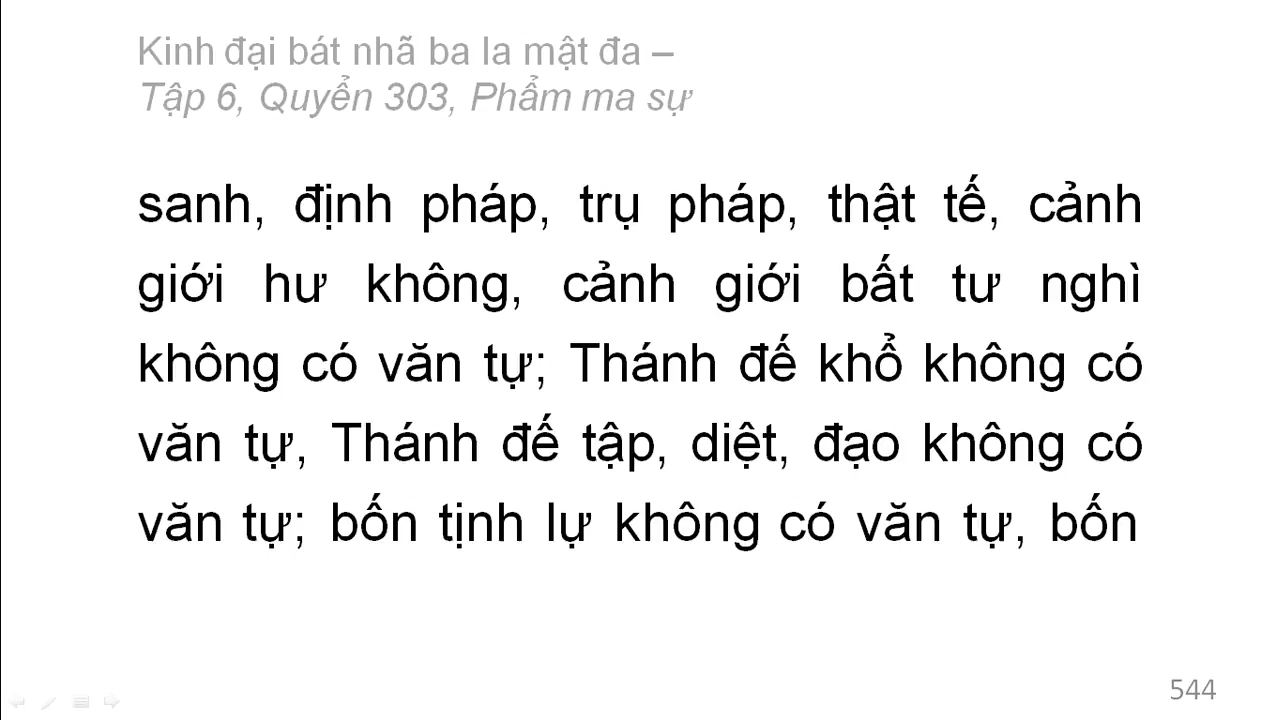 Kinh đại bát nhã ba la mật đa –
Tập 6, Quyển 303, Phẩm ma sự
sanh, định pháp, trụ pháp, thật tế, cảnh
giới hư không, cảnh giới bất tư nghì
không có văn tự; Thánh đế khổ không có
văn tự, Thánh đế tập, diệt, đạo không có
văn tự; bốn tịnh lự không có văn tự, bốn
544